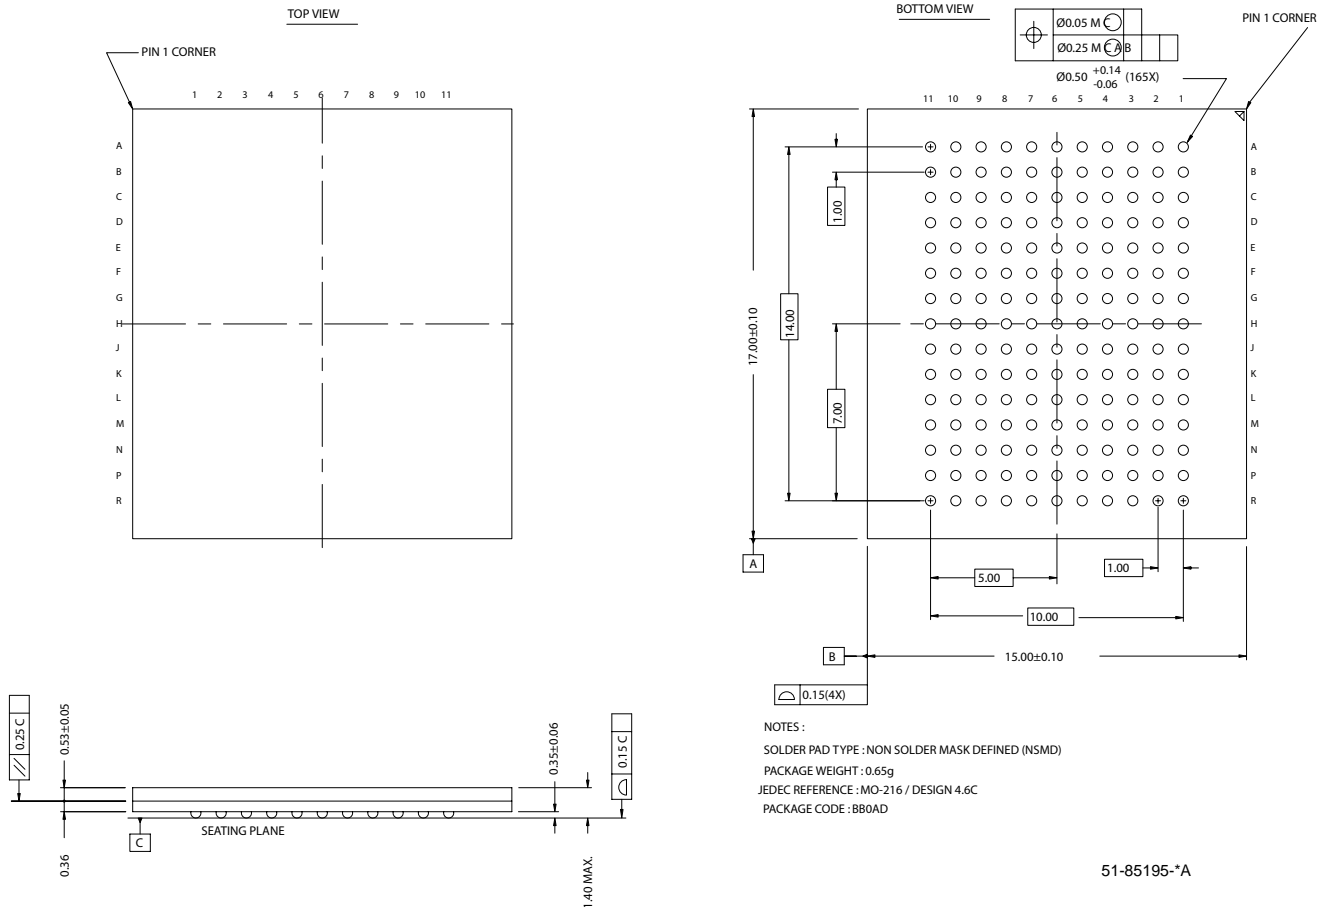 TOP VIEW
PIN 1 CORNER
1 2 3 4 5 6 7 8 9 10 11
A
B
C
D
E
F
G
H
J
K
L
M
N
P
R
BOTTOM VIEW
Ø0.05 M C
Ø0.25 M C A B
PIN 1 CORNER
Ø0.50 +0.14 -0.06 (165X)
11 10 9 8 7 6 5 4 3 2 1
A
B
C
D
E
F
G
H
J
K
L
M
N
P
R
1.00
14.00
17.00±0.10
7.00
A
5.00
1.00
10.00
B
15.00±0.10
0.15(4X)
0.25 C
0.53±0.05
0.36
C
SEATING PLANE
0.35±0.06
0.15 C
1.40 MAX.
NOTES :
SOLDER PAD TYPE : NON SOLDER MASK DEFINED (NSMD)
PACKAGE WEIGHT : 0.65g
JEDEC REFERENCE : MO-216 / DESIGN 4.6C
PACKAGE CODE : BB0AD
51-85195-*A